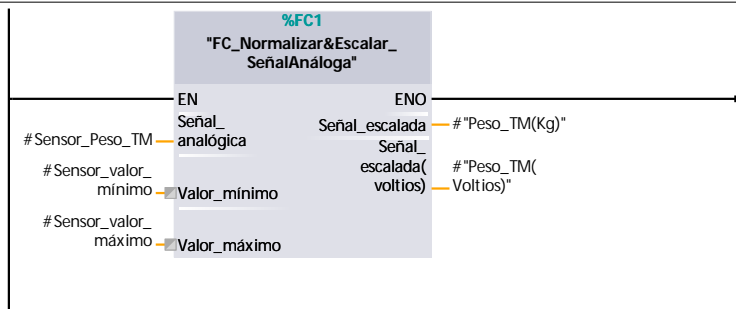 %FC1
"FC_Normalizar&Escalar_
SeñalAnáloga"
EN
ENO
#Sensor_Peso_TM
Señal_
analógica
Señal_escalada
#"Peso_TM(Kg)"
Señal_
escalada(
voltios)
#"Peso_TM(
Voltios)"
#Sensor_valor_
mínimo
Valor_mínimo
#Sensor_valor_
máximo
Valor_máximo